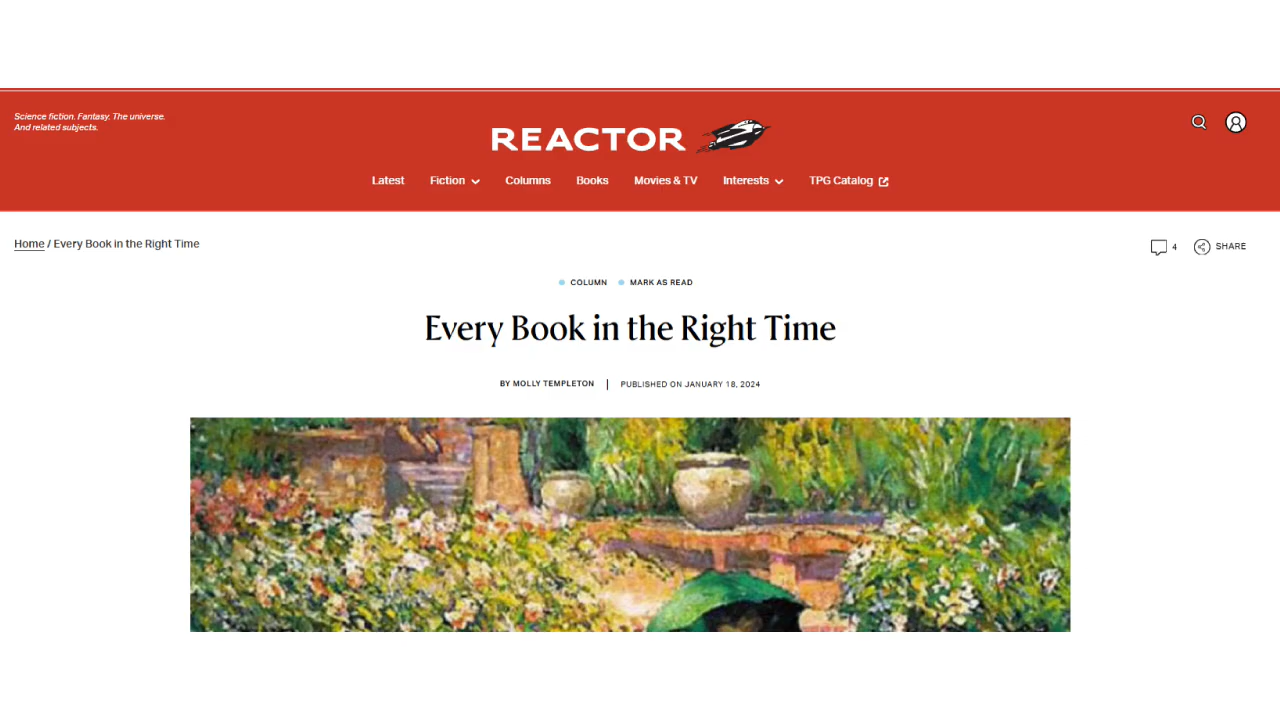 Science fiction. Fantasy. The universe.
And related subjects.
REACTOR
Latest Fiction Columns Books Movies & TV Interests TPG Catalog
Home / Every Book in the Right Time
4 SHARE
COLUMN MARK AS READ
Every Book in the Right Time
BY MOLLY TEMPLETON | PUBLISHED ON JANUARY 18, 2024